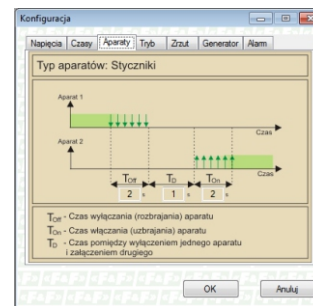 Konfiguracja
Napięcia Czasy Aparaty Tryb Zrzut Generator Alarm
Typ aparatów: Styczniki
Aparat 1
Czas
Aparat 2
Czas
TOff TD TOn
2 s 1 s 2 s
TOff - Czas wyłączania (rozbrajania) aparatu
TOn - Czas włączania (uzbrajania) aparatu
TD - Czas pomiędzy wyłączeniem jednego aparatu
i załączeniem drugiego
OK Anuluj